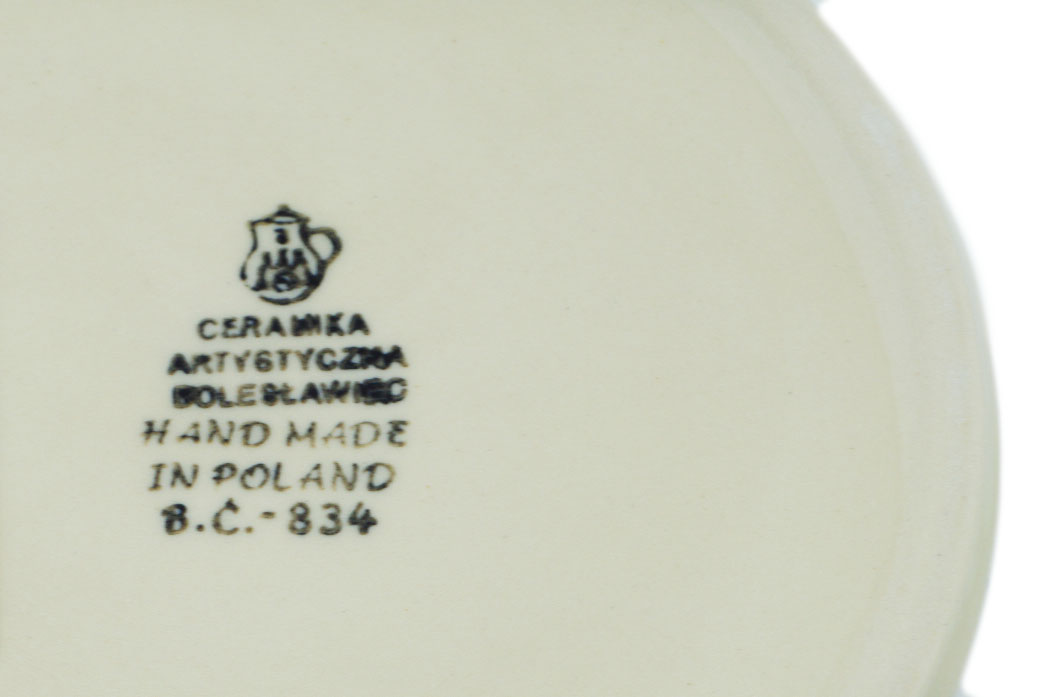 CERAMIKA
ARTYSTYCZNA
BOLESŁAWIEC
HAND MADE
IN POLAND
B.Ć.-834